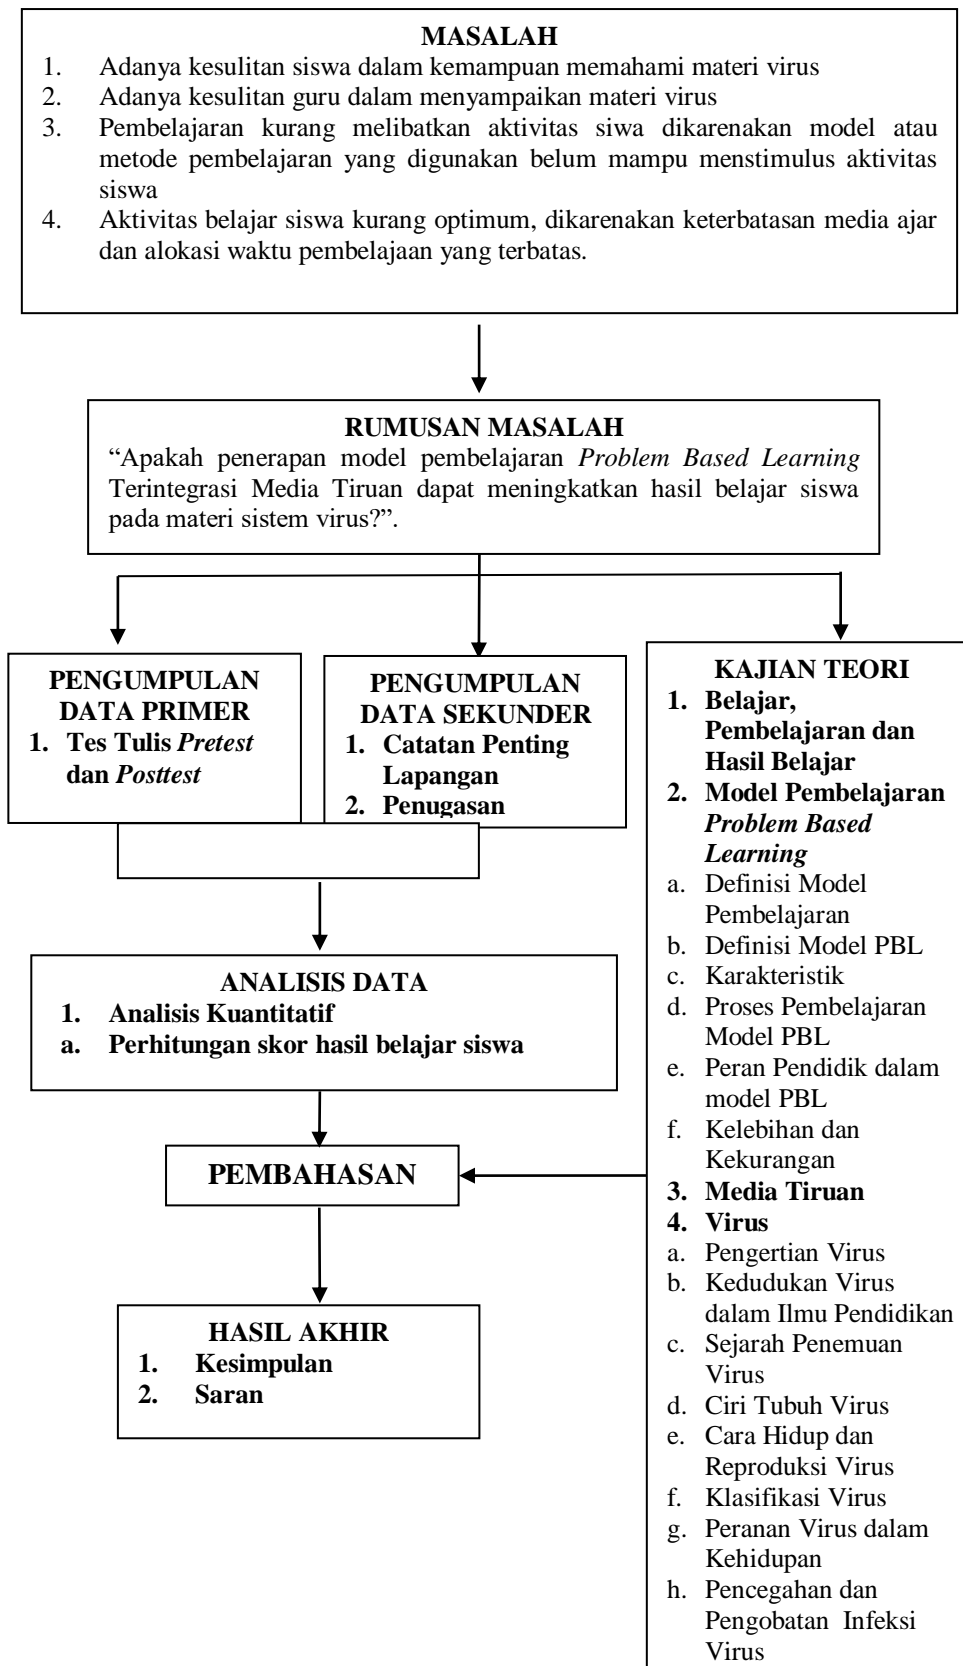 MASALAH
1. Adanya kesulitan siswa dalam kemampuan memahami materi virus
2. Adanya kesulitan guru dalam menyampaikan materi virus
3. Pembelajaran kurang melibatkan aktivitas siwa dikarenakan model atau
metode pembelajaran yang digunakan belum mampu menstimulus aktivitas
siswa
4. Aktivitas belajar siswa kurang optimum, dikarenakan keterbatasan media ajar
dan alokasi waktu pembelajaan yang terbatas.
RUMUSAN MASALAH
“Apakah penerapan model pembelajaran Problem Based Learning
Terintegrasi Media Tiruan dapat meningkatkan hasil belajar siswa
pada materi sistem virus?”.
PENGUMPULAN
DATA PRIMER
1. Tes Tulis Pretest
dan Posttest
PENGUMPULAN
DATA SEKUNDER
1. Catatan Penting
Lapangan
2. Penugasan
KAJIAN TEORI
1. Belajar,
Pembelajaran dan
Hasil Belajar
2. Model Pembelajaran
Problem Based
Learning
a. Definisi Model
Pembelajaran
b. Definisi Model PBL
c. Karakteristik
d. Proses Pembelajaran
Model PBL
e. Peran Pendidik dalam
model PBL
f. Kelebihan dan
Kekurangan
3. Media Tiruan
4. Virus
a. Pengertian Virus
b. Kedudukan Virus
dalam Ilmu Pendidikan
c. Sejarah Penemuan
Virus
d. Ciri Tubuh Virus
e. Cara Hidup dan
Reproduksi Virus
f. Klasifikasi Virus
g. Peranan Virus dalam
Kehidupan
h. Pencegahan dan
Pengobatan Infeksi
Virus
ANALISIS DATA
1. Analisis Kuantitatif
a. Perhitungan skor hasil belajar siswa
PEMBAHASAN
HASIL AKHIR
1. Kesimpulan
2. Saran